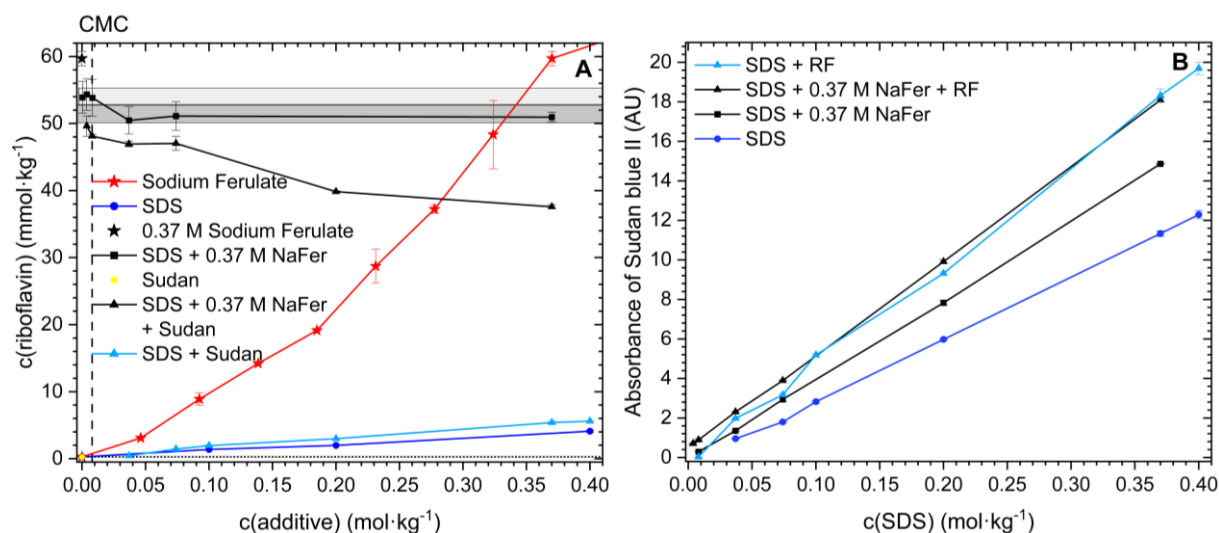 CMC
A
60
50
40
30
20
10
0
c(riboflavin) (mmol·kg⁻¹)
Sodium Ferulate
SDS
0.37 M Sodium Ferulate
SDS + 0.37 M NaFer
Sudan
SDS + 0.37 M NaFer
+ Sudan
SDS + Sudan
0.00 0.05 0.10 0.15 0.20 0.25 0.30 0.35 0.40
c(additive) (mol·kg⁻¹)
B
20
18
16
14
12
10
8
6
4
2
0
Absorbance of Sudan blue II (AU)
SDS + RF
SDS + 0.37 M NaFer + RF
SDS + 0.37 M NaFer
SDS
0.00 0.05 0.10 0.15 0.20 0.25 0.30 0.35 0.40
c(SDS) (mol·kg⁻¹)